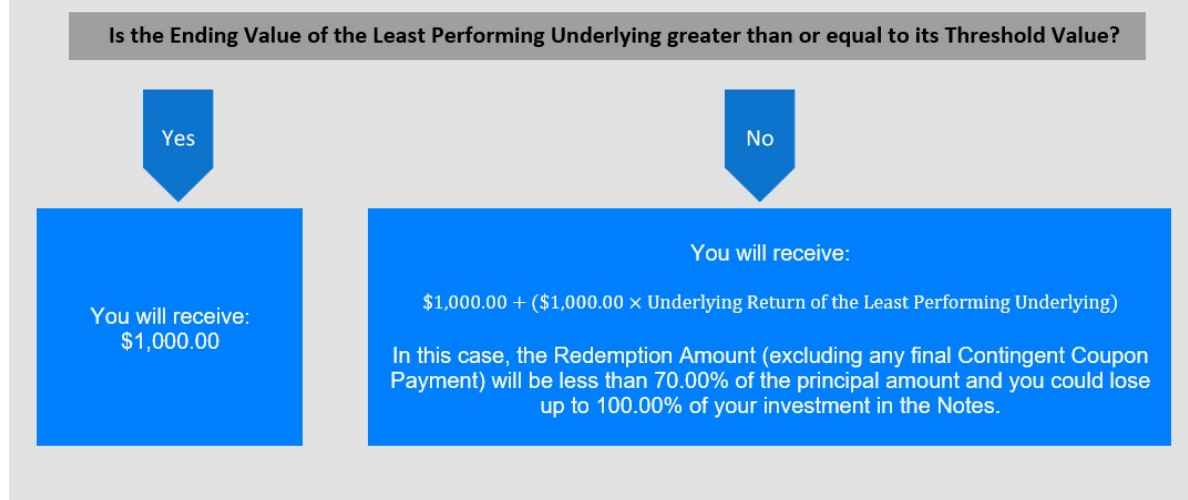 Is the Ending Value of the Least Performing Underlying greater than or equal to its Threshold Value?
Yes
No
You will receive:
$1,000.00
You will receive:
$1,000.00 + ($1,000.00 × Underlying Return of the Least Performing Underlying)
In this case, the Redemption Amount (excluding any final Contingent Coupon
Payment) will be less than 70.00% of the principal amount and you could lose
up to 100.00% of your investment in the Notes.